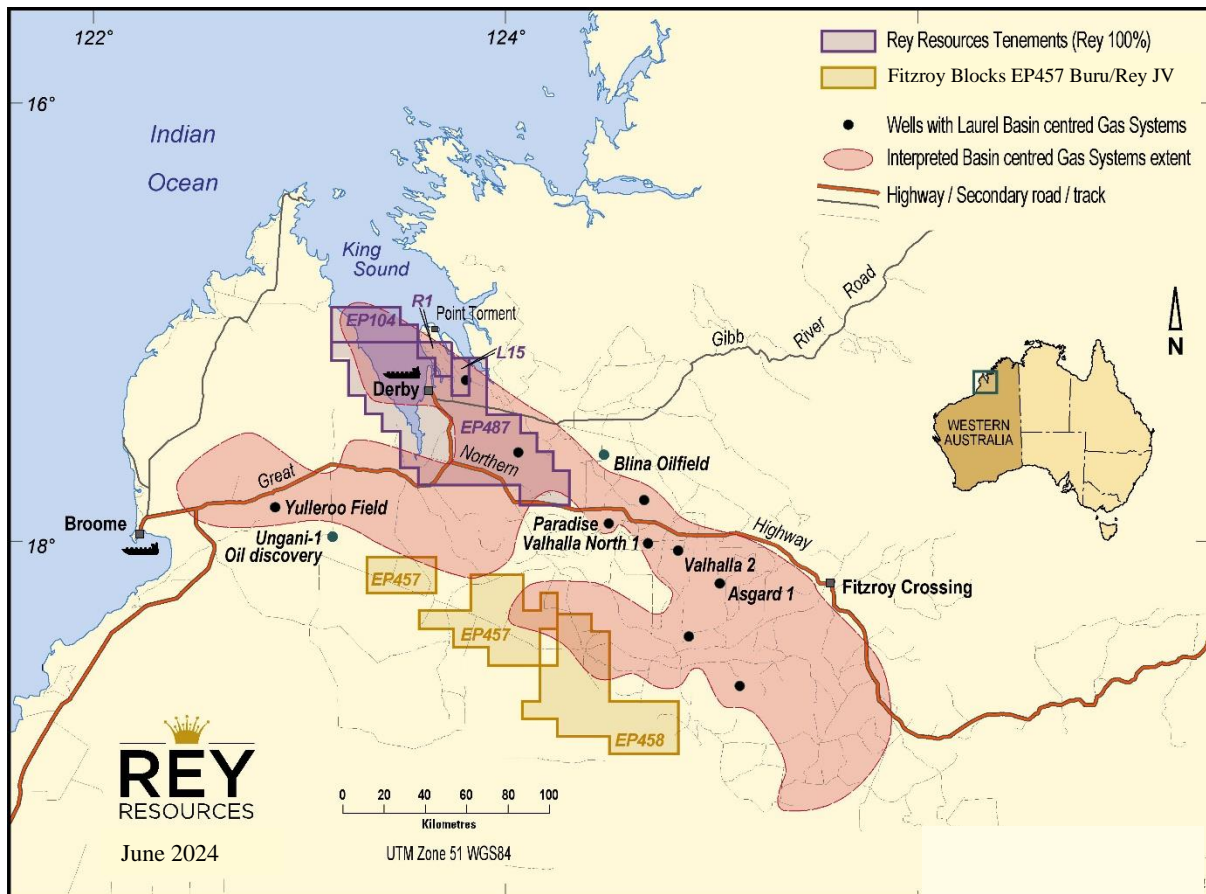 122°
124°
Rey Resources Tenements (Rey 100%)
Fitzroy Blocks EP457 Buru/Rey JV
16°
Wells with Laurel Basin centred Gas Systems
Interpreted Basin centred Gas Systems extent
Highway / Secondary road / track
Indian
Ocean
King
Sound
R1
Point Torment
EP104
L15
Gibb River Road
N
Derby
EP487
WESTERN
AUSTRALIA
Great Northern Highway
Blina Oilfield
Yulleroo Field
Broome
Ungani-1
Oil discovery
18°
Paradise
Valhalla North 1
Valhalla 2
Asgard 1
Fitzroy Crossing
EP457
EP457
EP458
REY
RESOURCES
June 2024
0 20 40 60 80 100
Kilometres
UTM Zone 51 WGS84